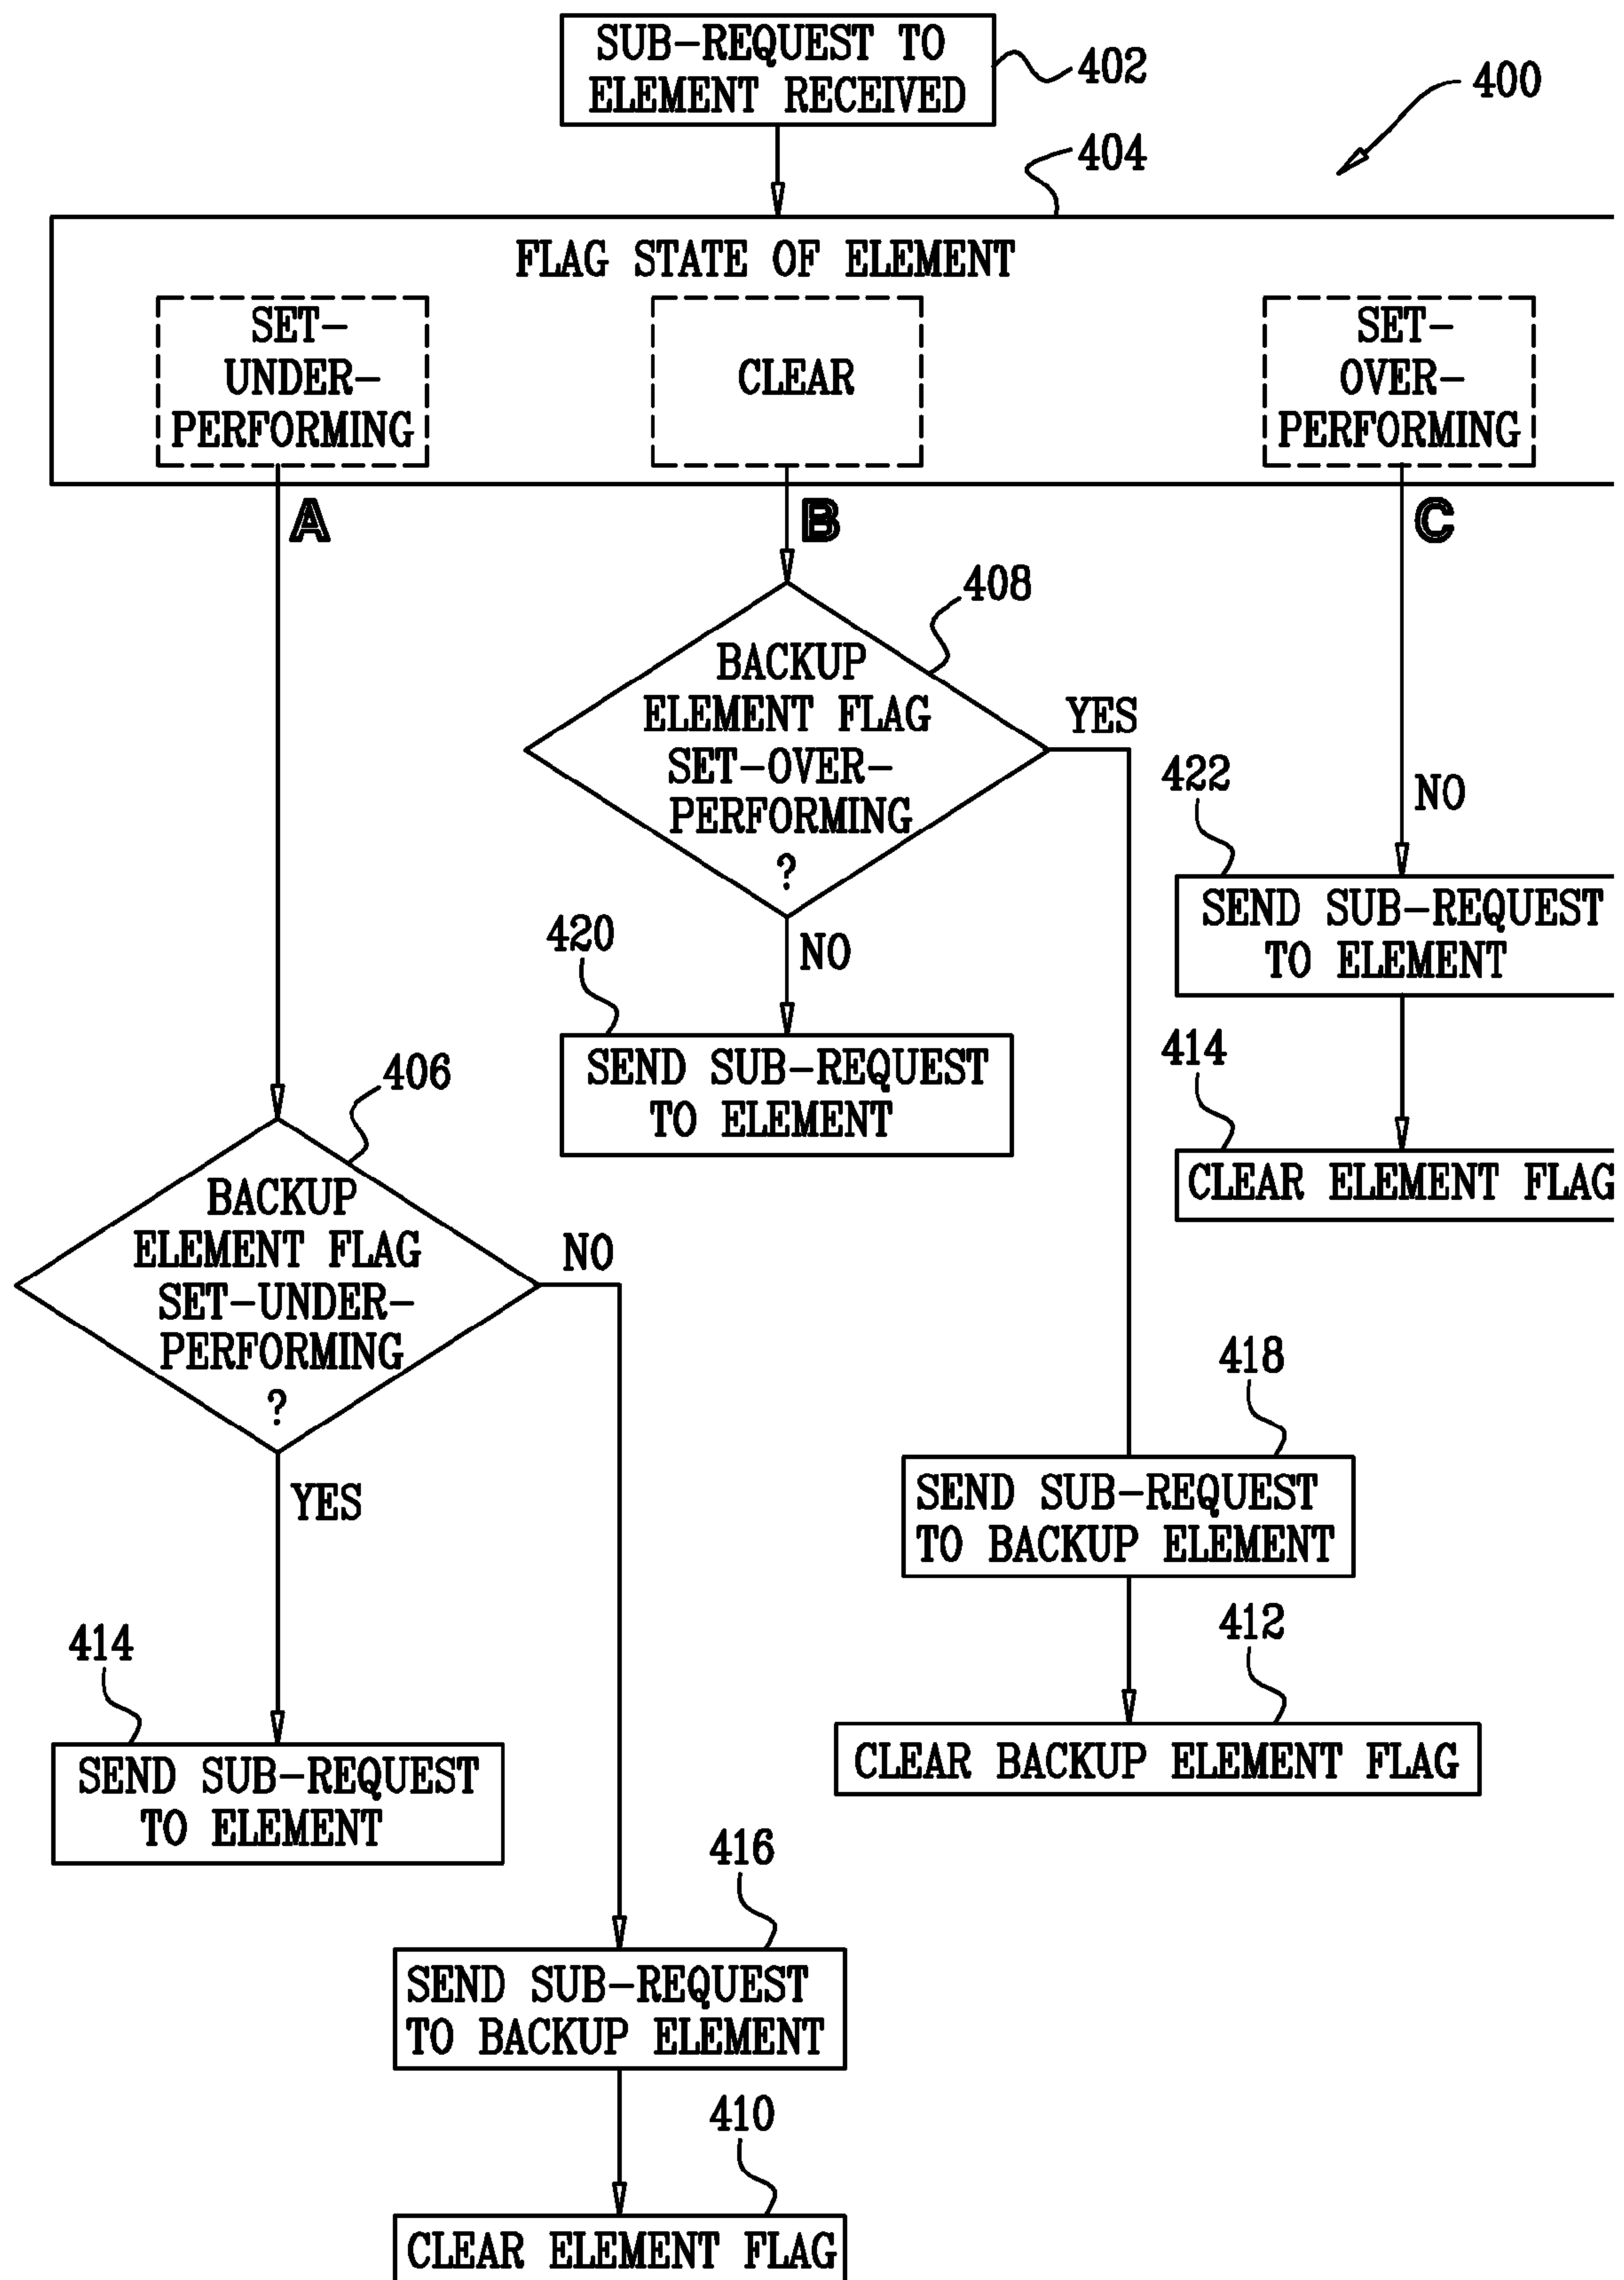 SUB-REQUEST TO
ELEMENT RECEIVED
402
400
404
FLAG STATE OF ELEMENT
SET-
UNDER-
PERFORMING
CLEAR
SET-
OVER-
PERFORMING
A
B
C
408
BACKUP
ELEMENT FLAG
SET-OVER-
PERFORMING
?
YES
NO
422
NO
SEND SUB-REQUEST
TO ELEMENT
420
SEND SUB-REQUEST
TO ELEMENT
414
CLEAR ELEMENT FLAG
406
BACKUP
ELEMENT FLAG
SET-UNDER-
PERFORMING
?
NO
YES
418
SEND SUB-REQUEST
TO BACKUP ELEMENT
412
CLEAR BACKUP ELEMENT FLAG
414
SEND SUB-REQUEST
TO ELEMENT
416
SEND SUB-REQUEST
TO BACKUP ELEMENT
410
CLEAR ELEMENT FLAG